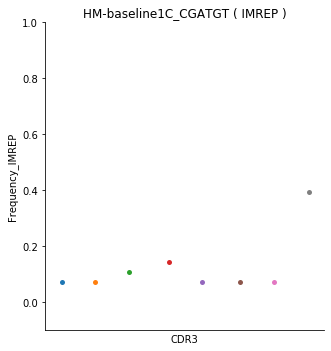 HM-baseline1C_CGATGT ( IMREP )
1.0
0.8
0.6
0.4
0.2
0.0
Frequency_IMREP
CDR3